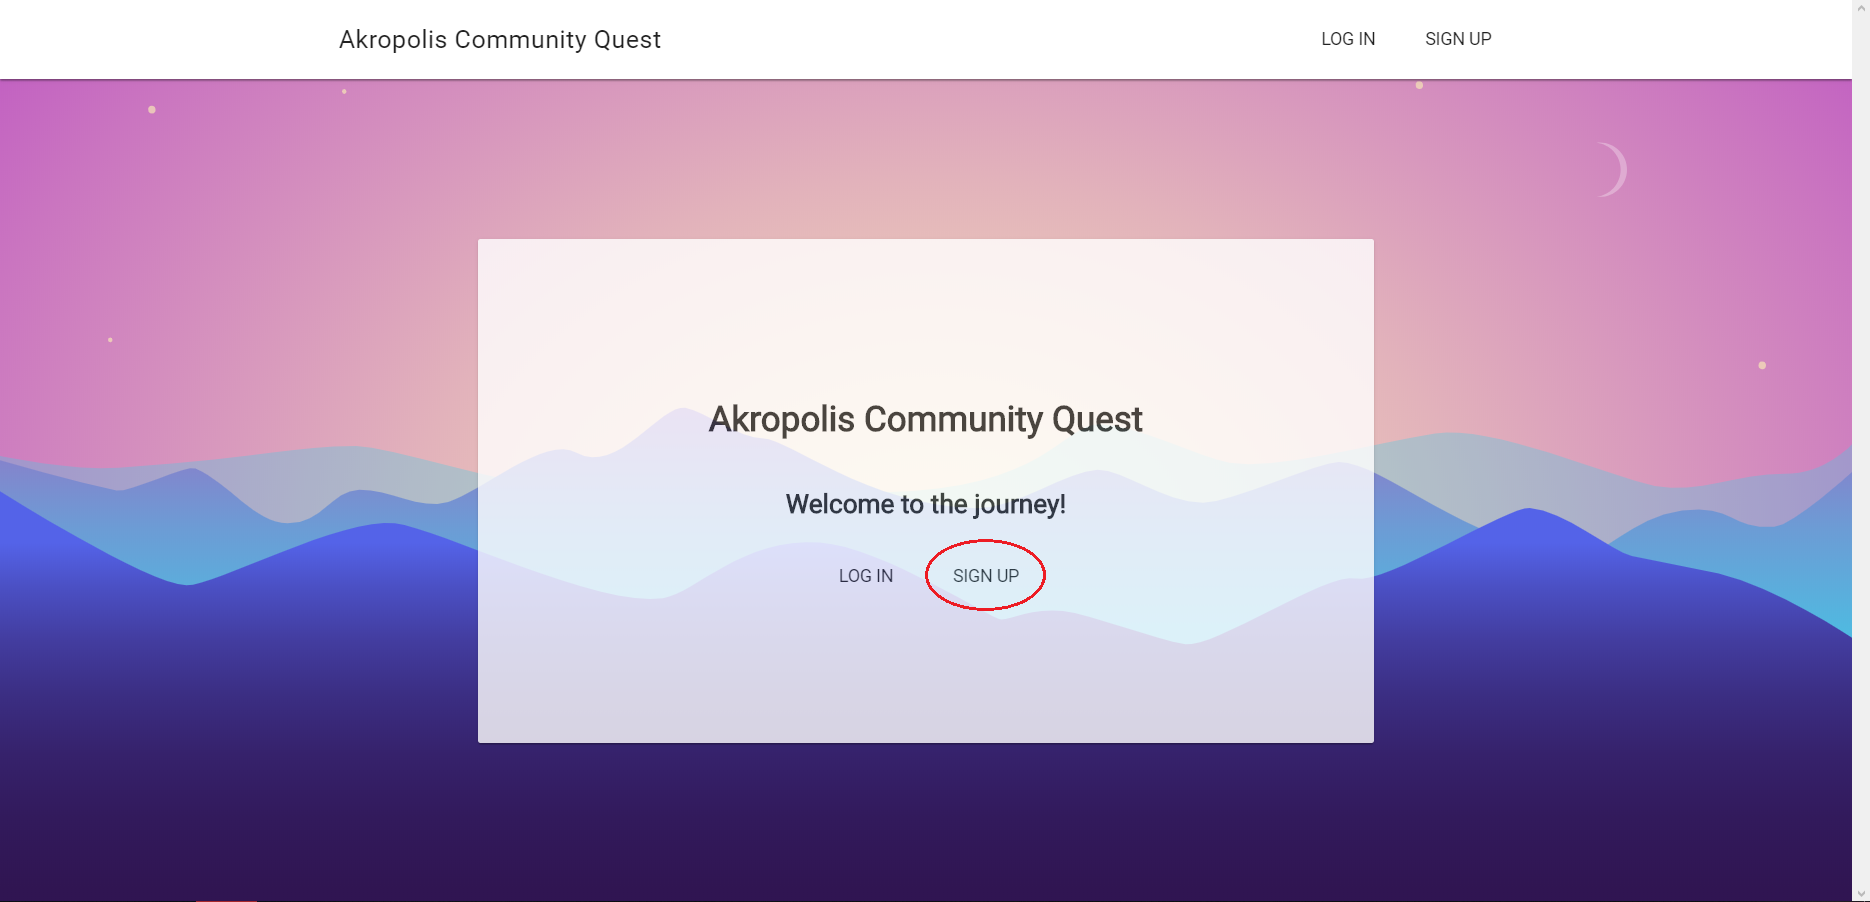 Akropolis Community Quest
LOG IN SIGN UP
Akropolis Community Quest
Welcome to the journey!
LOG IN SIGN UP